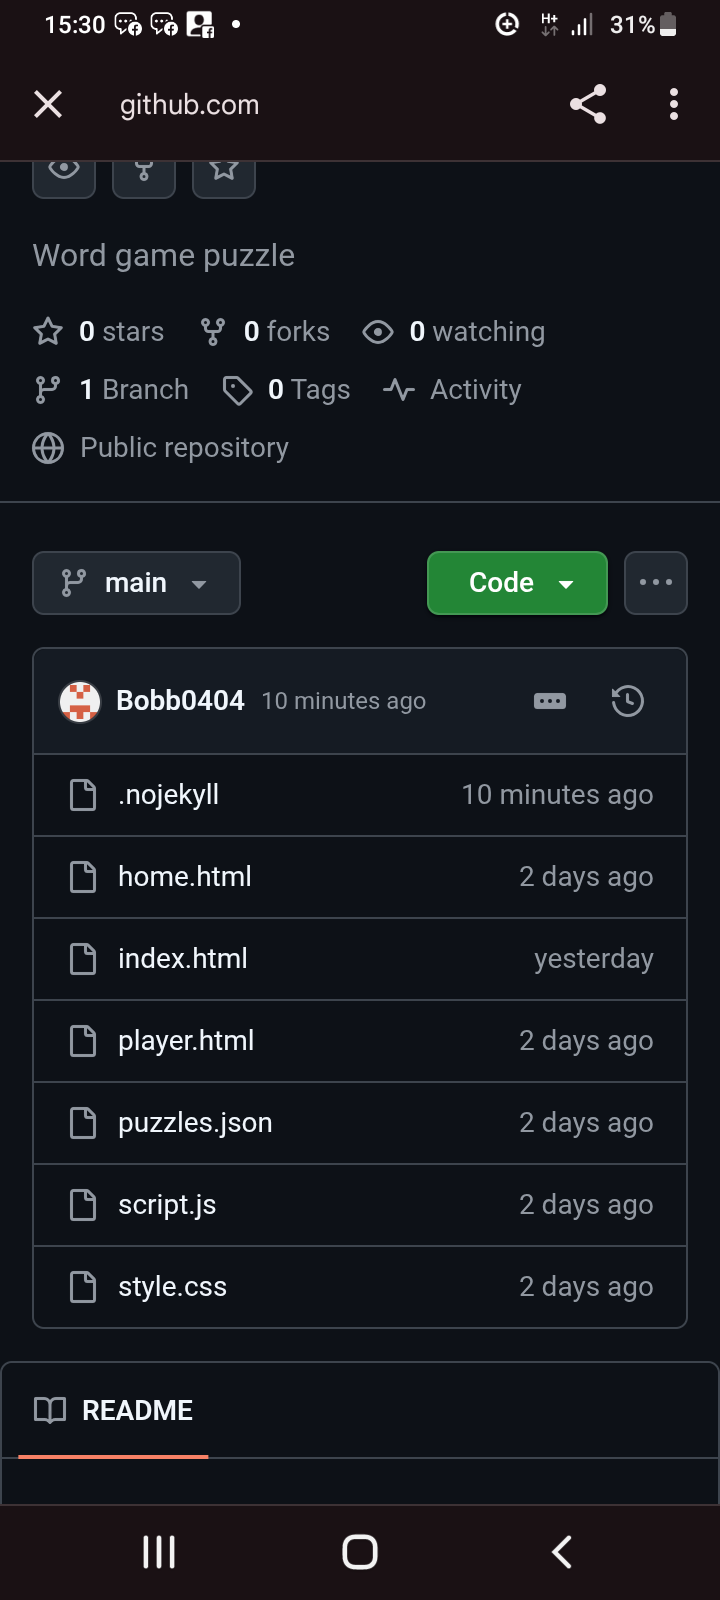 15:30 H+ 31%
github.com
Word game puzzle
0 stars 0 forks 0 watching
1 Branch 0 Tags Activity
Public repository
main Code
Bobb0404 10 minutes ago
.nojekyll 10 minutes ago
home.html 2 days ago
index.html yesterday
player.html 2 days ago
puzzles.json 2 days ago
script.js 2 days ago
style.css 2 days ago
README